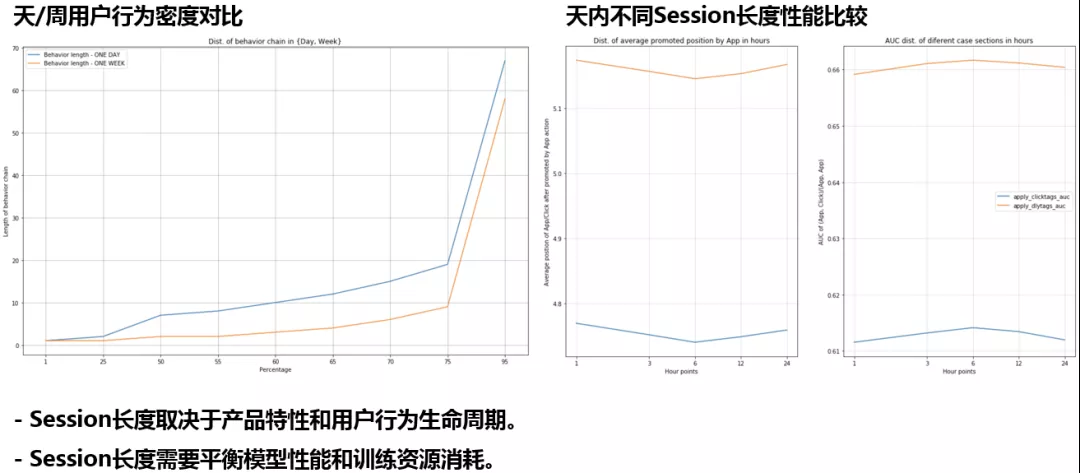 天/周用户行为密度对比
天内不同Session长度性能比较
Dist. of behavior chain in {Day, Week}
Behavior length - ONE DAY
Behavior length - ONE WEEK
Length of behavior chain
70
60
50
40
30
20
10
0
1 25 50 55 60 65 70 75 95
Percentage
Dist. of average promoted position by App in hours
Average position of App/Click after promoted by App action
5.1
5.0
4.9
4.8
1 3 6 12 24
Hour points
AUC dist. of diferent case sections in hours
AUC of (App, Click)/(App, App)
0.66
0.65
0.64
0.63
0.62
0.61
apply_clicktags_auc
apply_dlytags_auc
1 3 6 12 24
Hour points
- Session长度取决于产品特性和用户行为生命周期。
- Session长度需要平衡模型性能和训练资源消耗。